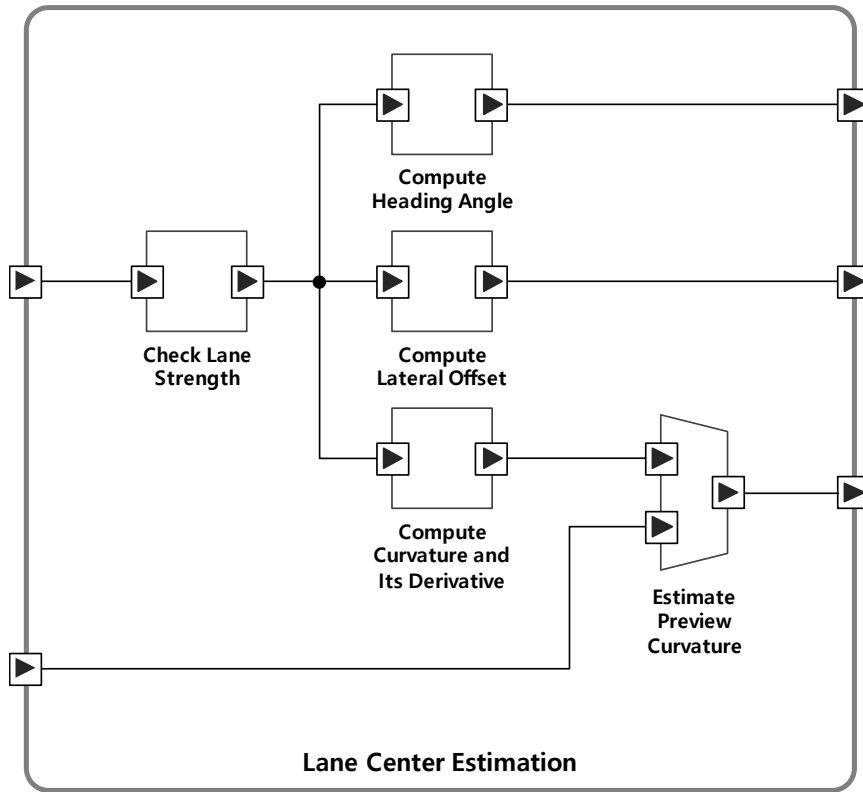 Compute
Heading Angle
Check Lane
Strength
Compute
Lateral Offset
Compute
Curvature and
Its Derivative
Estimate
Preview
Curvature
Lane Center Estimation